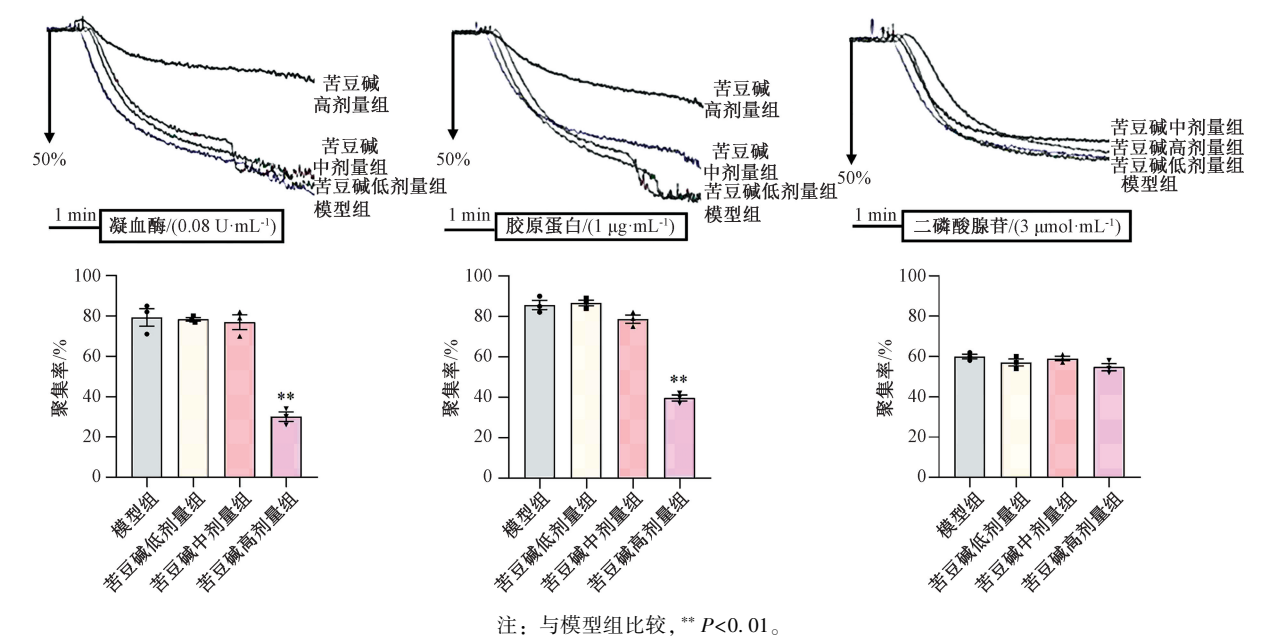 苦豆碱
高剂量组
苦豆碱
中剂量组
苦豆碱低剂量组
模型组
50%
1 min
凝血酶/(0.08 U·mL⁻¹)
苦豆碱
高剂量组
苦豆碱
中剂量组
苦豆碱低剂量组
模型组
50%
1 min
胶原蛋白/(1 μg·mL⁻¹)
苦豆碱中剂量组
苦豆碱高剂量组
苦豆碱低剂量组
模型组
50%
1 min
二磷酸腺苷/(3 μmol·mL⁻¹)
聚集率/%
100
80
60
40
20
0
**
模型组
苦豆碱低剂量组
苦豆碱中剂量组
苦豆碱高剂量组
聚集率/%
100
80
60
40
20
0
**
模型组
苦豆碱低剂量组
苦豆碱中剂量组
苦豆碱高剂量组
聚集率/%
100
80
60
40
20
0
模型组
苦豆碱低剂量组
苦豆碱中剂量组
苦豆碱高剂量组
注：与模型组比较，** P<0.01。